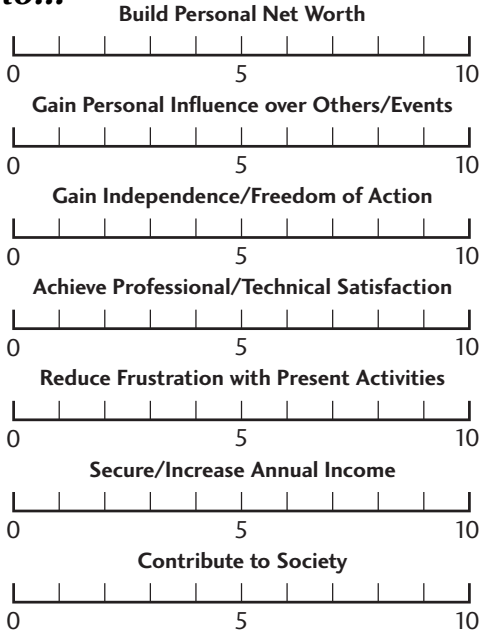 to...
Build Personal Net Worth
0 5 10
Gain Personal Influence over Others/Events
0 5 10
Gain Independence/Freedom of Action
0 5 10
Achieve Professional/Technical Satisfaction
0 5 10
Reduce Frustration with Present Activities
0 5 10
Secure/Increase Annual Income
0 5 10
Contribute to Society
0 5 10